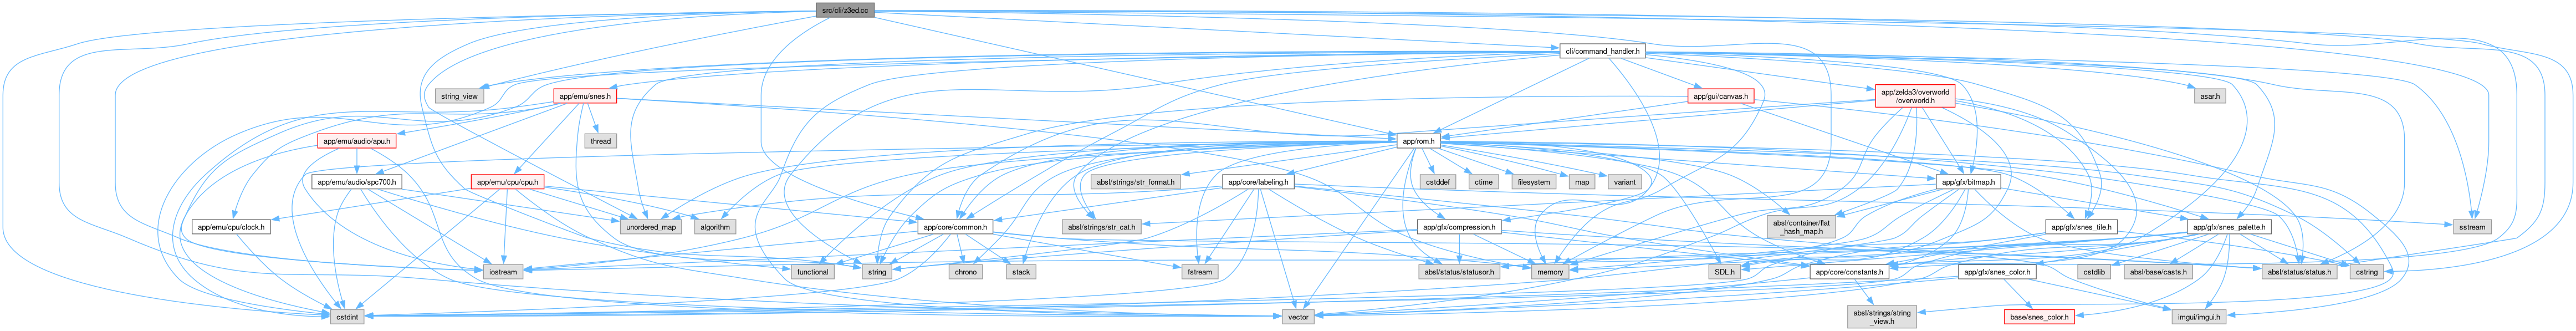 src/cli/z3ed.cc
cli/command_handler.h
string_view
app/emu/snes.h
app/gui/canvas.h
app/zelda3/overworld
/overworld.h
asar.h
app/emu/audio/apu.h
thread
app/rom.h
app/emu/audio/spc700.h
app/emu/cpu/cpu.h
absl/strings/str_format.h
app/core/labeling.h
cstddef
ctime
filesystem
map
variant
app/gfx/bitmap.h
app/emu/cpu/clock.h
unordered_map
algorithm
app/core/common.h
absl/strings/str_cat.h
app/gfx/compression.h
absl/container/flat
_hash_map.h
app/gfx/snes_tile.h
app/gfx/snes_palette.h
sstream
iostream
functional
string
chrono
stack
fstream
absl/status/statusor.h
memory
SDL.h
app/core/constants.h
app/gfx/snes_color.h
cstdlib
absl/base/casts.h
absl/status/status.h
cstring
cstdint
vector
absl/strings/string
_view.h
base/snes_color.h
imgui/imgui.h